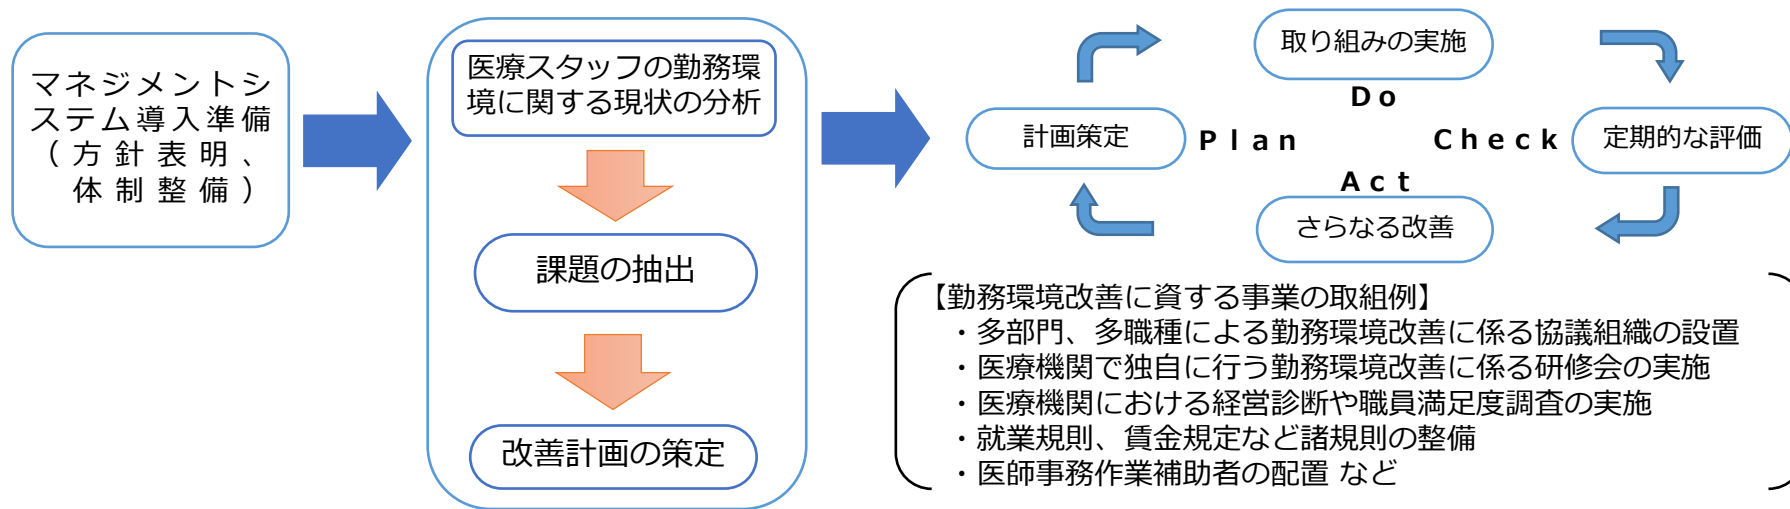 マネジメントシ
ステム導入準備
（方針表明、
体制整備）
医療スタッフの勤務環
境に関する現状の分析
課題の抽出
改善計画の策定
取り組みの実施
Do
計画策定
Plan
Check
定期的な評価
Act
さらなる改善
【勤務環境改善に資する事業の取組例】
・多部門、多職種による勤務環境改善に係る協議組織の設置
・医療機関で独自に行う勤務環境改善に係る研修会の実施
・医療機関における経営診断や職員満足度調査の実施
・就業規則、賃金規定など諸規則の整備
・医師事務作業補助者の配置 など